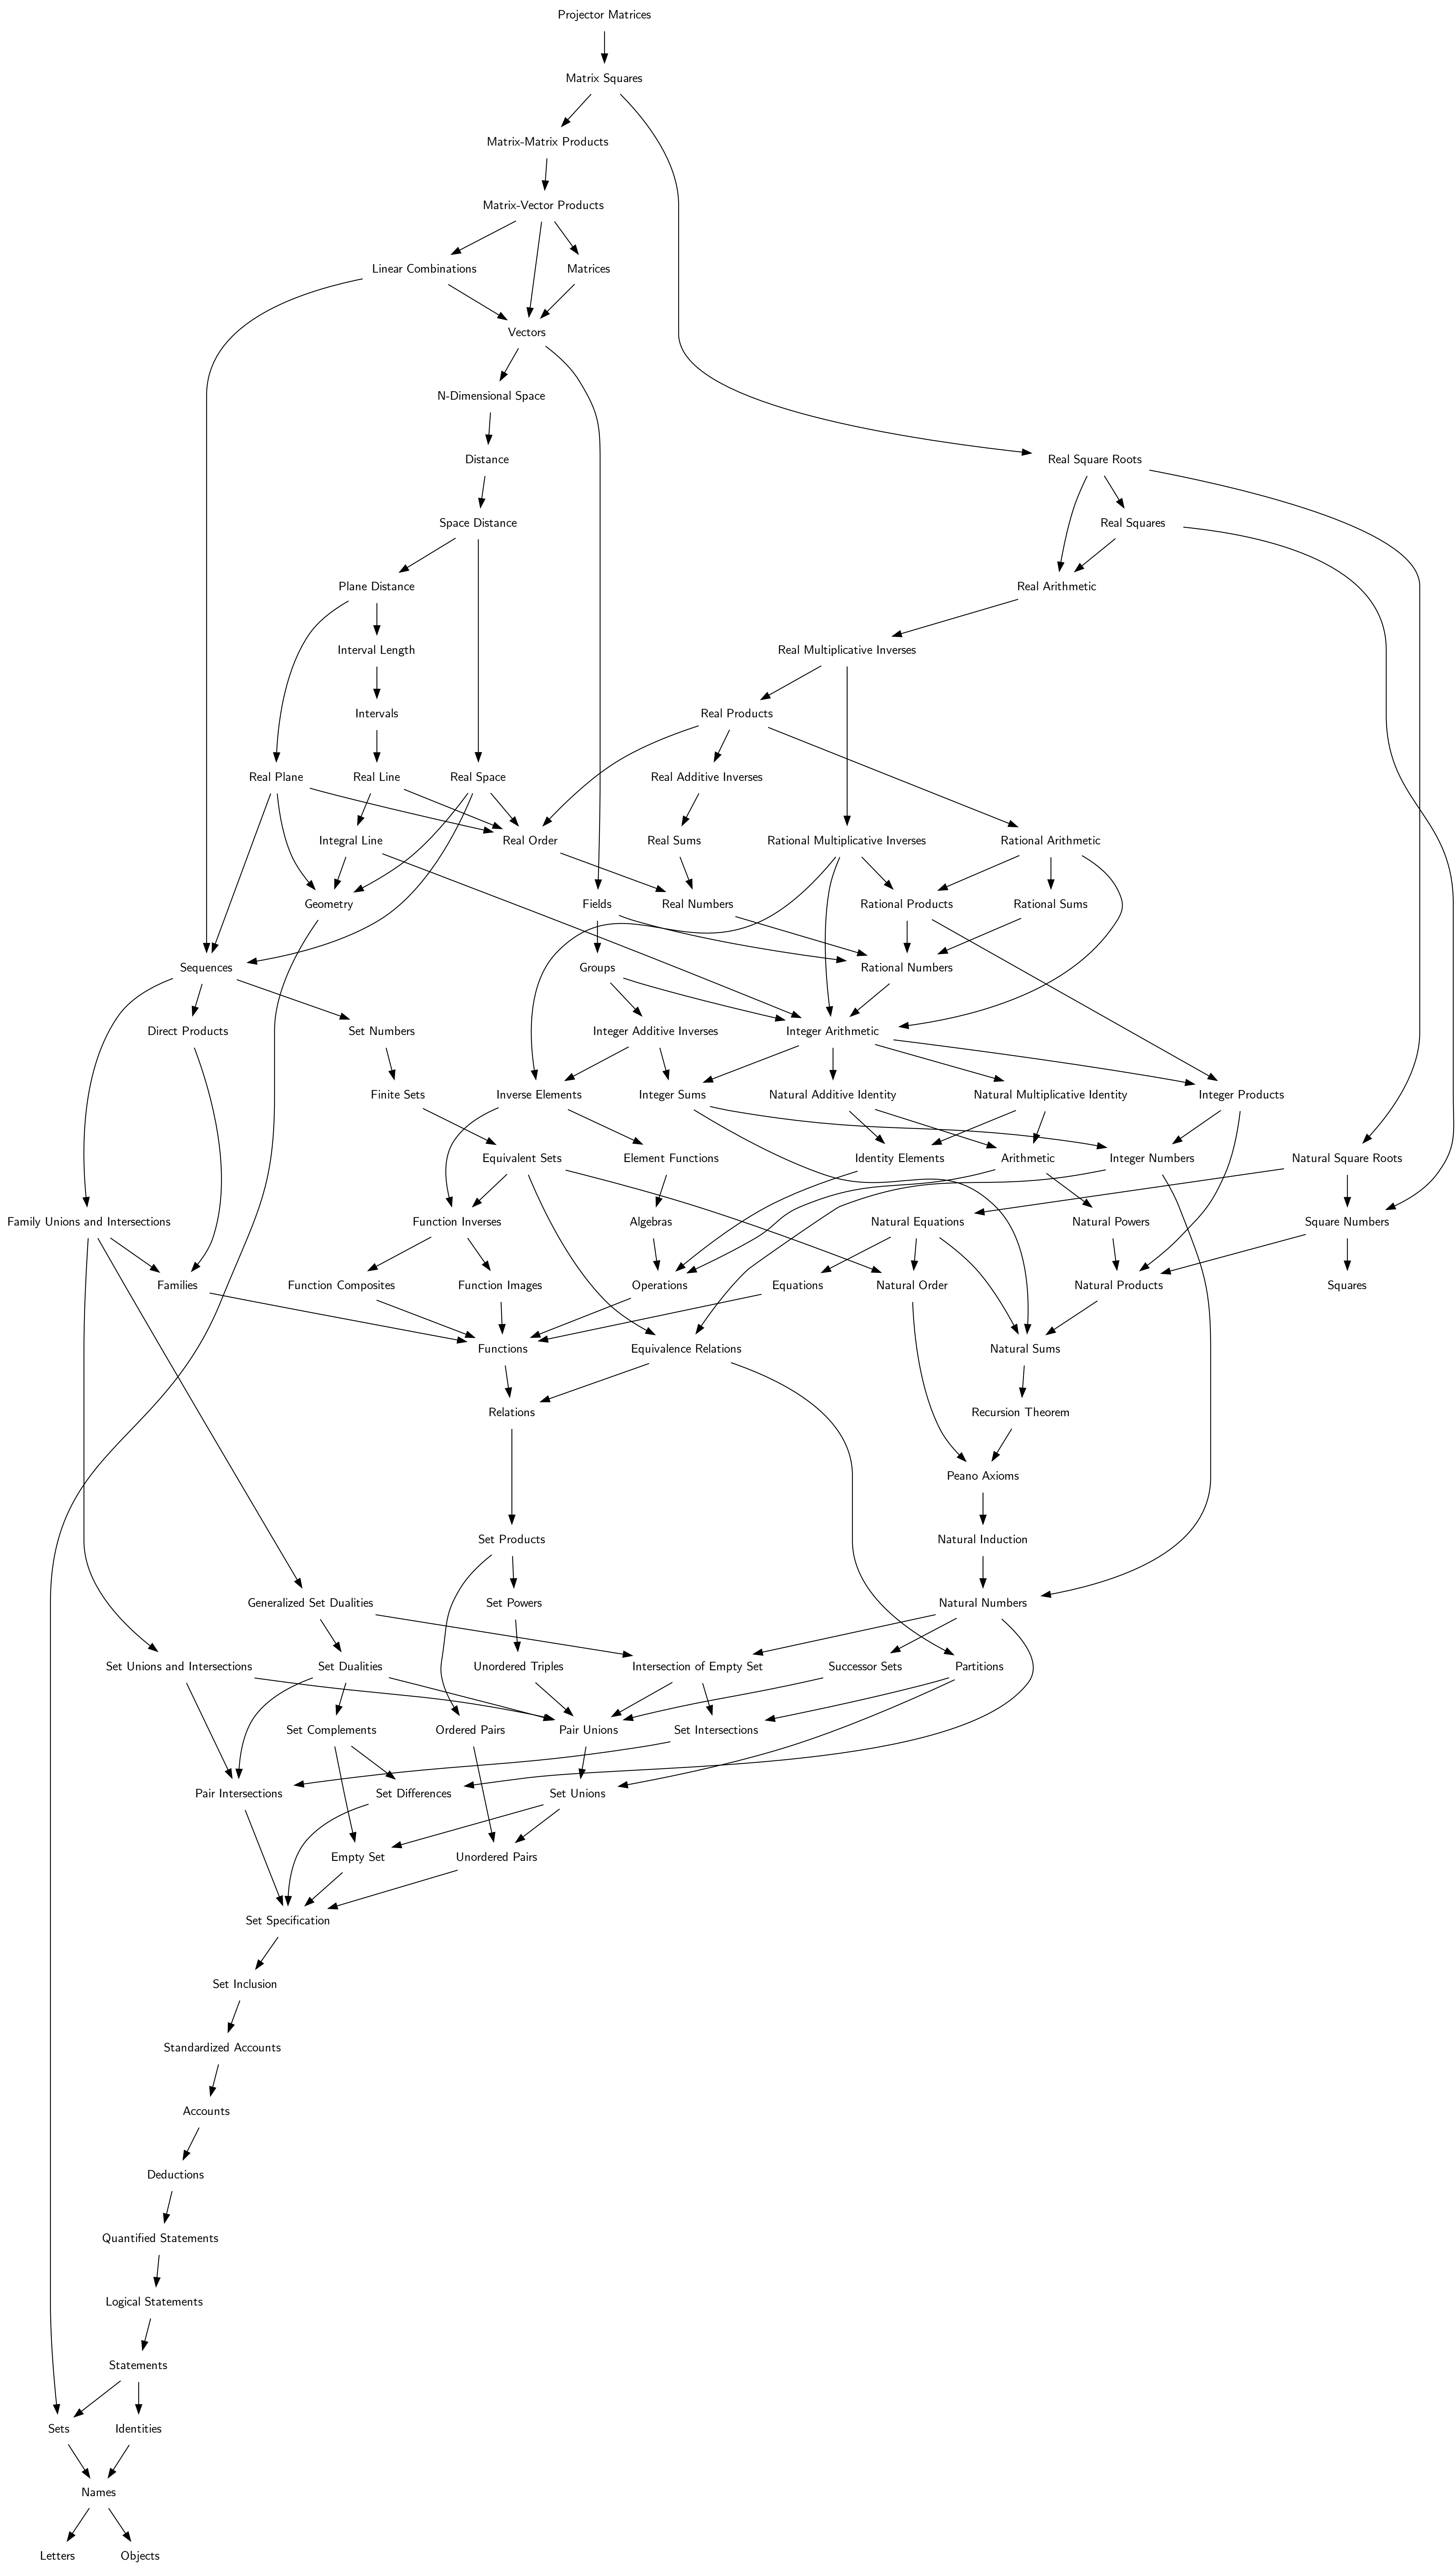 Projector Matrices
Matrix Squares
Matrix-Matrix Products
Matrix-Vector Products
Linear Combinations
Matrices
Vectors
N-Dimensional Space
Distance
Real Square Roots
Space Distance
Real Squares
Plane Distance
Real Arithmetic
Interval Length
Real Multiplicative Inverses
Intervals
Real Products
Real Plane
Real Line
Real Space
Real Additive Inverses
Integral Line
Real Order
Real Sums
Rational Multiplicative Inverses
Rational Arithmetic
Geometry
Fields
Real Numbers
Rational Products
Rational Sums
Sequences
Groups
Rational Numbers
Direct Products
Set Numbers
Integer Additive Inverses
Integer Arithmetic
Finite Sets
Inverse Elements
Integer Sums
Natural Additive Identity
Natural Multiplicative Identity
Integer Products
Equivalent Sets
Element Functions
Identity Elements
Arithmetic
Integer Numbers
Natural Square Roots
Family Unions and Intersections
Function Inverses
Algebras
Natural Equations
Natural Powers
Square Numbers
Families
Function Composites
Function Images
Operations
Equations
Natural Order
Natural Products
Squares
Functions
Equivalence Relations
Natural Sums
Relations
Recursion Theorem
Peano Axioms
Set Products
Natural Induction
Generalized Set Dualities
Set Powers
Natural Numbers
Set Unions and Intersections
Set Dualities
Unordered Triples
Intersection of Empty Set
Successor Sets
Partitions
Set Complements
Ordered Pairs
Pair Unions
Set Intersections
Pair Intersections
Set Differences
Set Unions
Empty Set
Unordered Pairs
Set Specification
Set Inclusion
Standardized Accounts
Accounts
Deductions
Quantified Statements
Logical Statements
Statements
Sets
Identities
Names
Letters
Objects